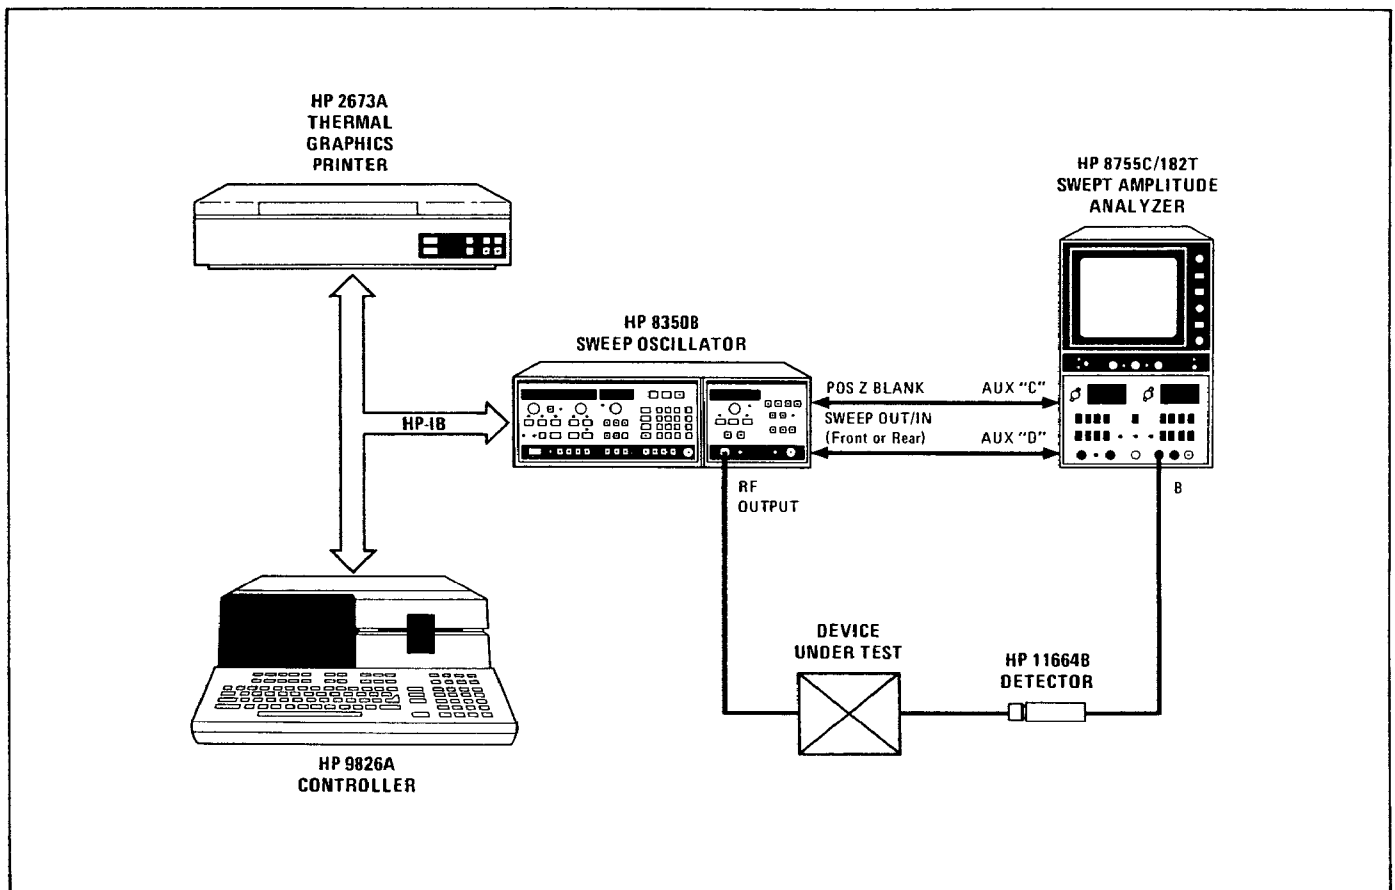 HP 2673A
THERMAL
GRAPHICS
PRINTER
HP 8755C/182T
SWEPT AMPLITUDE
ANALYZER
HP 8350B
SWEEP OSCILLATOR
HP-IB
POS Z BLANK
AUX "C"
SWEEP OUT/IN
(Front or Rear)
AUX "D"
RF
OUTPUT
B
DEVICE
UNDER TEST
HP 11664B
DETECTOR
HP 9826A
CONTROLLER